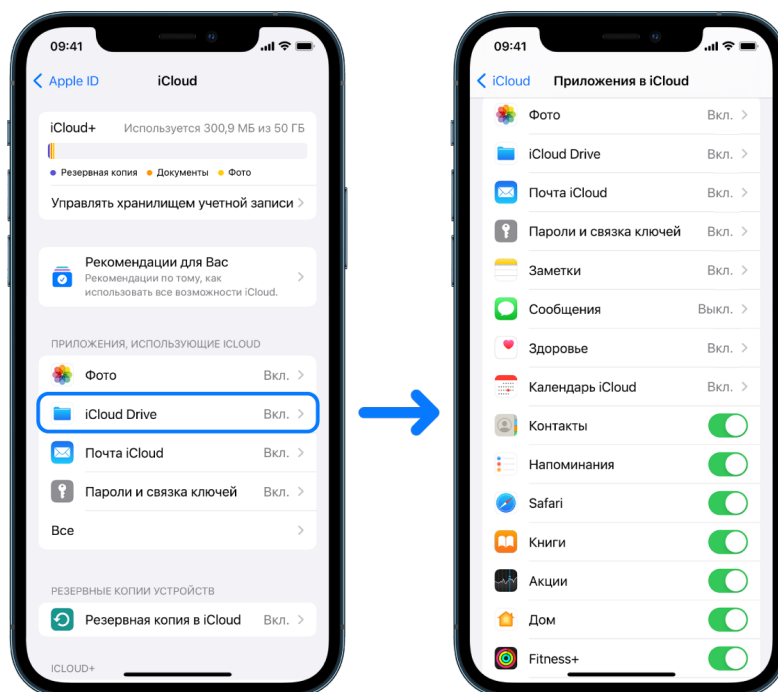 09:41
Apple ID
iCloud
iCloud+ Используется 300,9 МБ из 50 ГБ
Резервная копия Документы Фото
Управлять хранилищем учетной записи
Рекомендации для Вас
Рекомендации по тому, как
использовать все возможности iCloud.
ПРИЛОЖЕНИЯ, ИСПОЛЬЗУЮЩИЕ ICLOUD
Фото Вкл.
iCloud Drive Вкл.
Почта iCloud Вкл.
Пароли и связка ключей Вкл.
Все
РЕЗЕРВНЫЕ КОПИИ УСТРОЙСТВ
Резервная копия в iCloud Вкл.
ICLOUD+
09:41
iCloud
Приложения в iCloud
Фото Вкл.
iCloud Drive Вкл.
Почта iCloud Вкл.
Пароли и связка ключей Вкл.
Заметки Вкл.
Сообщения Выкл.
Здоровье Вкл.
Календарь iCloud Вкл.
Контакты
Напоминания
Safari
Книги
Акции
Дом
Fitness+